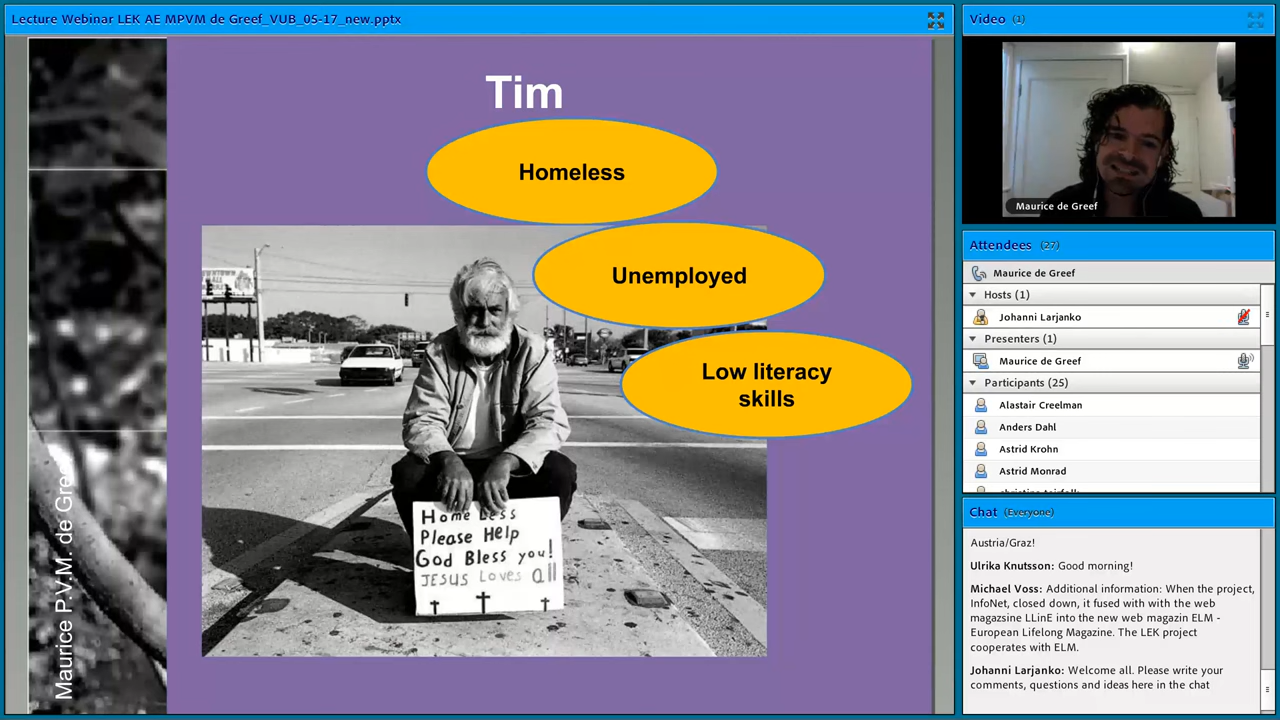 Lecture Webinar LEK AE MPVM de Greef_VUB_05-17_new.pptx
Tim
Homeless
Unemployed
Low literacy
skills
Home Less
Please Help
God Bless you!
JESUS Loves all
Maurice P.V.M. de Gree
Video (1)
Maurice de Greef
Attendees (27)
Maurice de Greef
Hosts (1)
Johanni Larjanko
Presenters (1)
Maurice de Greef
Participants (25)
Alastair Creelman
Anders Dahl
Astrid Krohn
Astrid Monrad
Chat (Everyone)
Austria/Graz!
Ulrika Knutsson: Good morning!
Michael Voss: Additional information: When the project,
InfoNet, closed down, it fused with with the web
magazsine LLinE into the new web magazin ELM -
European Lifelong Magazine. The LEK project
cooperates with ELM.
Johanni Larjanko: Welcome all. Please write your
comments, questions and ideas here in the chat